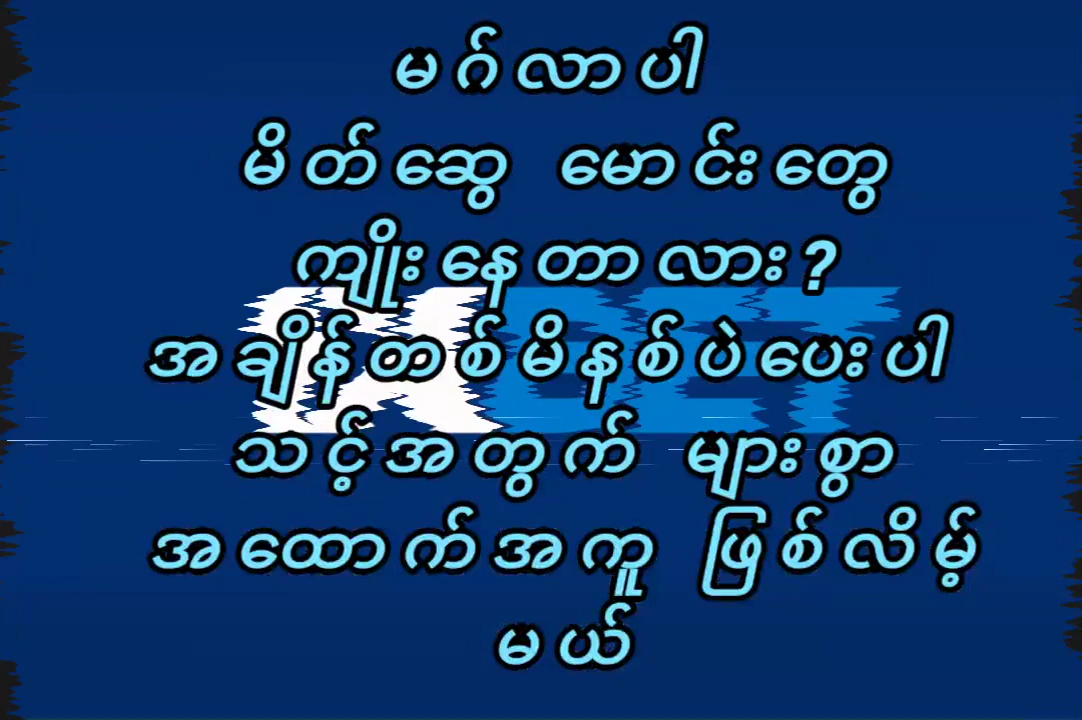 မဂ်လာပါ
မိတ်ဆွေ မောင်းတွေ
ကျိုးနေတာလား?
အချိန်တစ်မိနစ်ပဲပေးပါ
သင့်အတွက် များစွာ
အထောက်အကူ ဖြစ်လိမ့်
မယ်